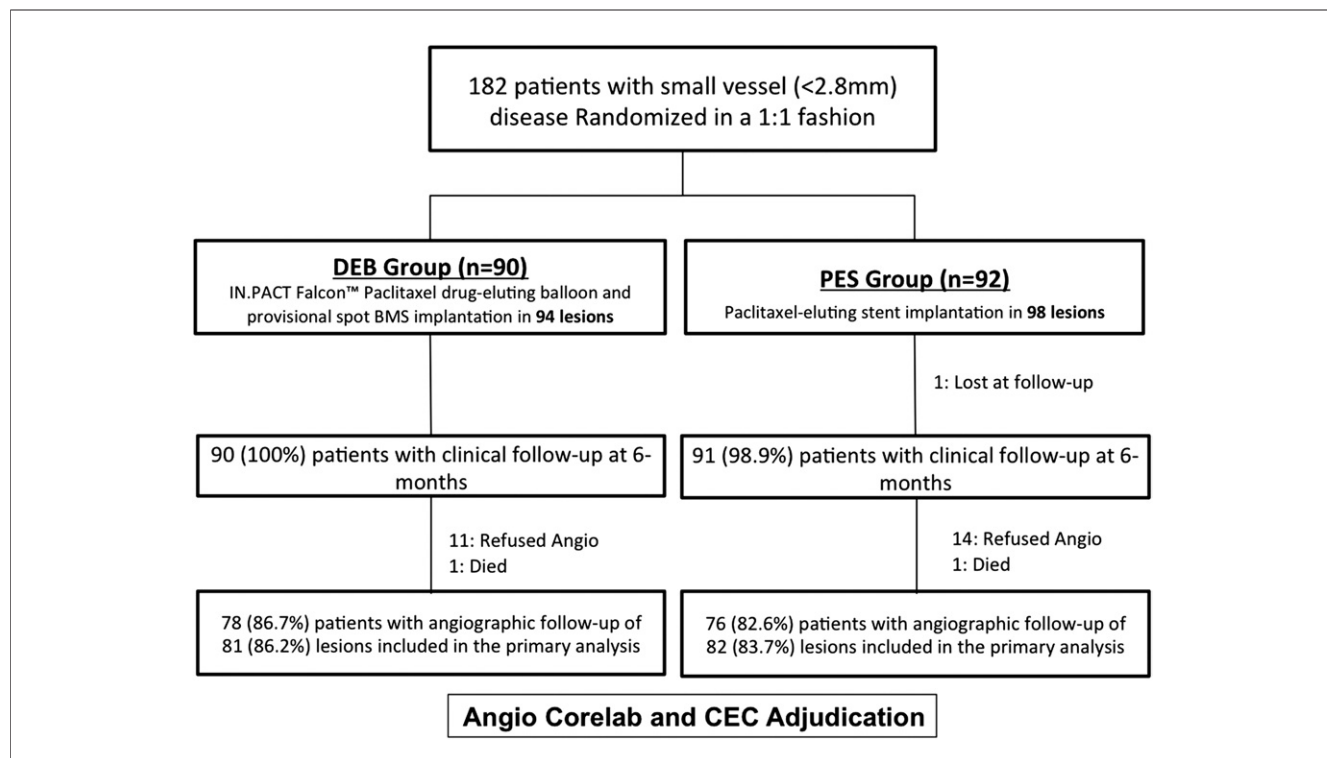 182 patients with small vessel (<2.8mm)
disease Randomized in a 1:1 fashion
DEB Group (n=90)
IN.PACT Falcon™ Paclitaxel drug-eluting balloon and
provisional spot BMS implantation in 94 lesions
PES Group (n=92)
Paclitaxel-eluting stent implantation in 98 lesions
1: Lost at follow-up
90 (100%) patients with clinical follow-up at 6-
months
91 (98.9%) patients with clinical follow-up at 6-
months
11: Refused Angio
1: Died
14: Refused Angio
1: Died
78 (86.7%) patients with angiographic follow-up of
81 (86.2%) lesions included in the primary analysis
76 (82.6%) patients with angiographic follow-up of
82 (83.7%) lesions included in the primary analysis
Angio Corelab and CEC Adjudication